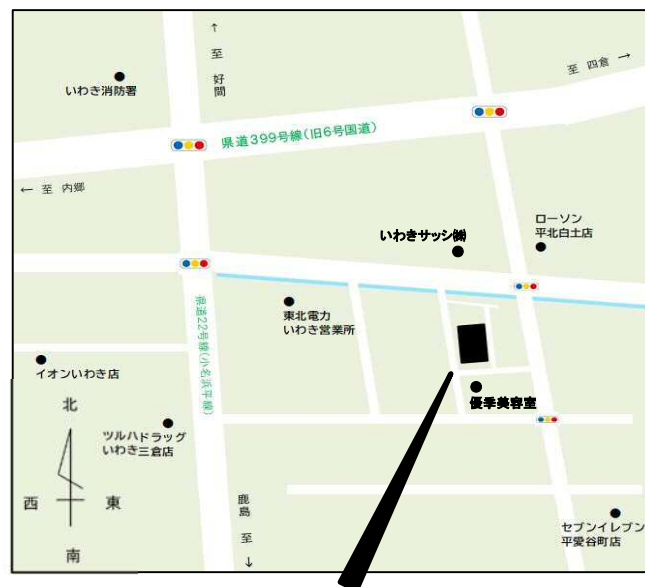 ↑
至
好
間
至 四倉 →
いわき消防署
県道399号線(旧6号国道)
← 至 内郷
ローソン
平北白土店
いわきサッシ㈱
東北電力
いわき営業所
県道22号線(小名浜平線)
イオンいわき店
優季美容室
北
ツルハドラッグ
いわき三倉店
西
東
南
鹿島
至
↓
セブンイレブン
平愛谷町店